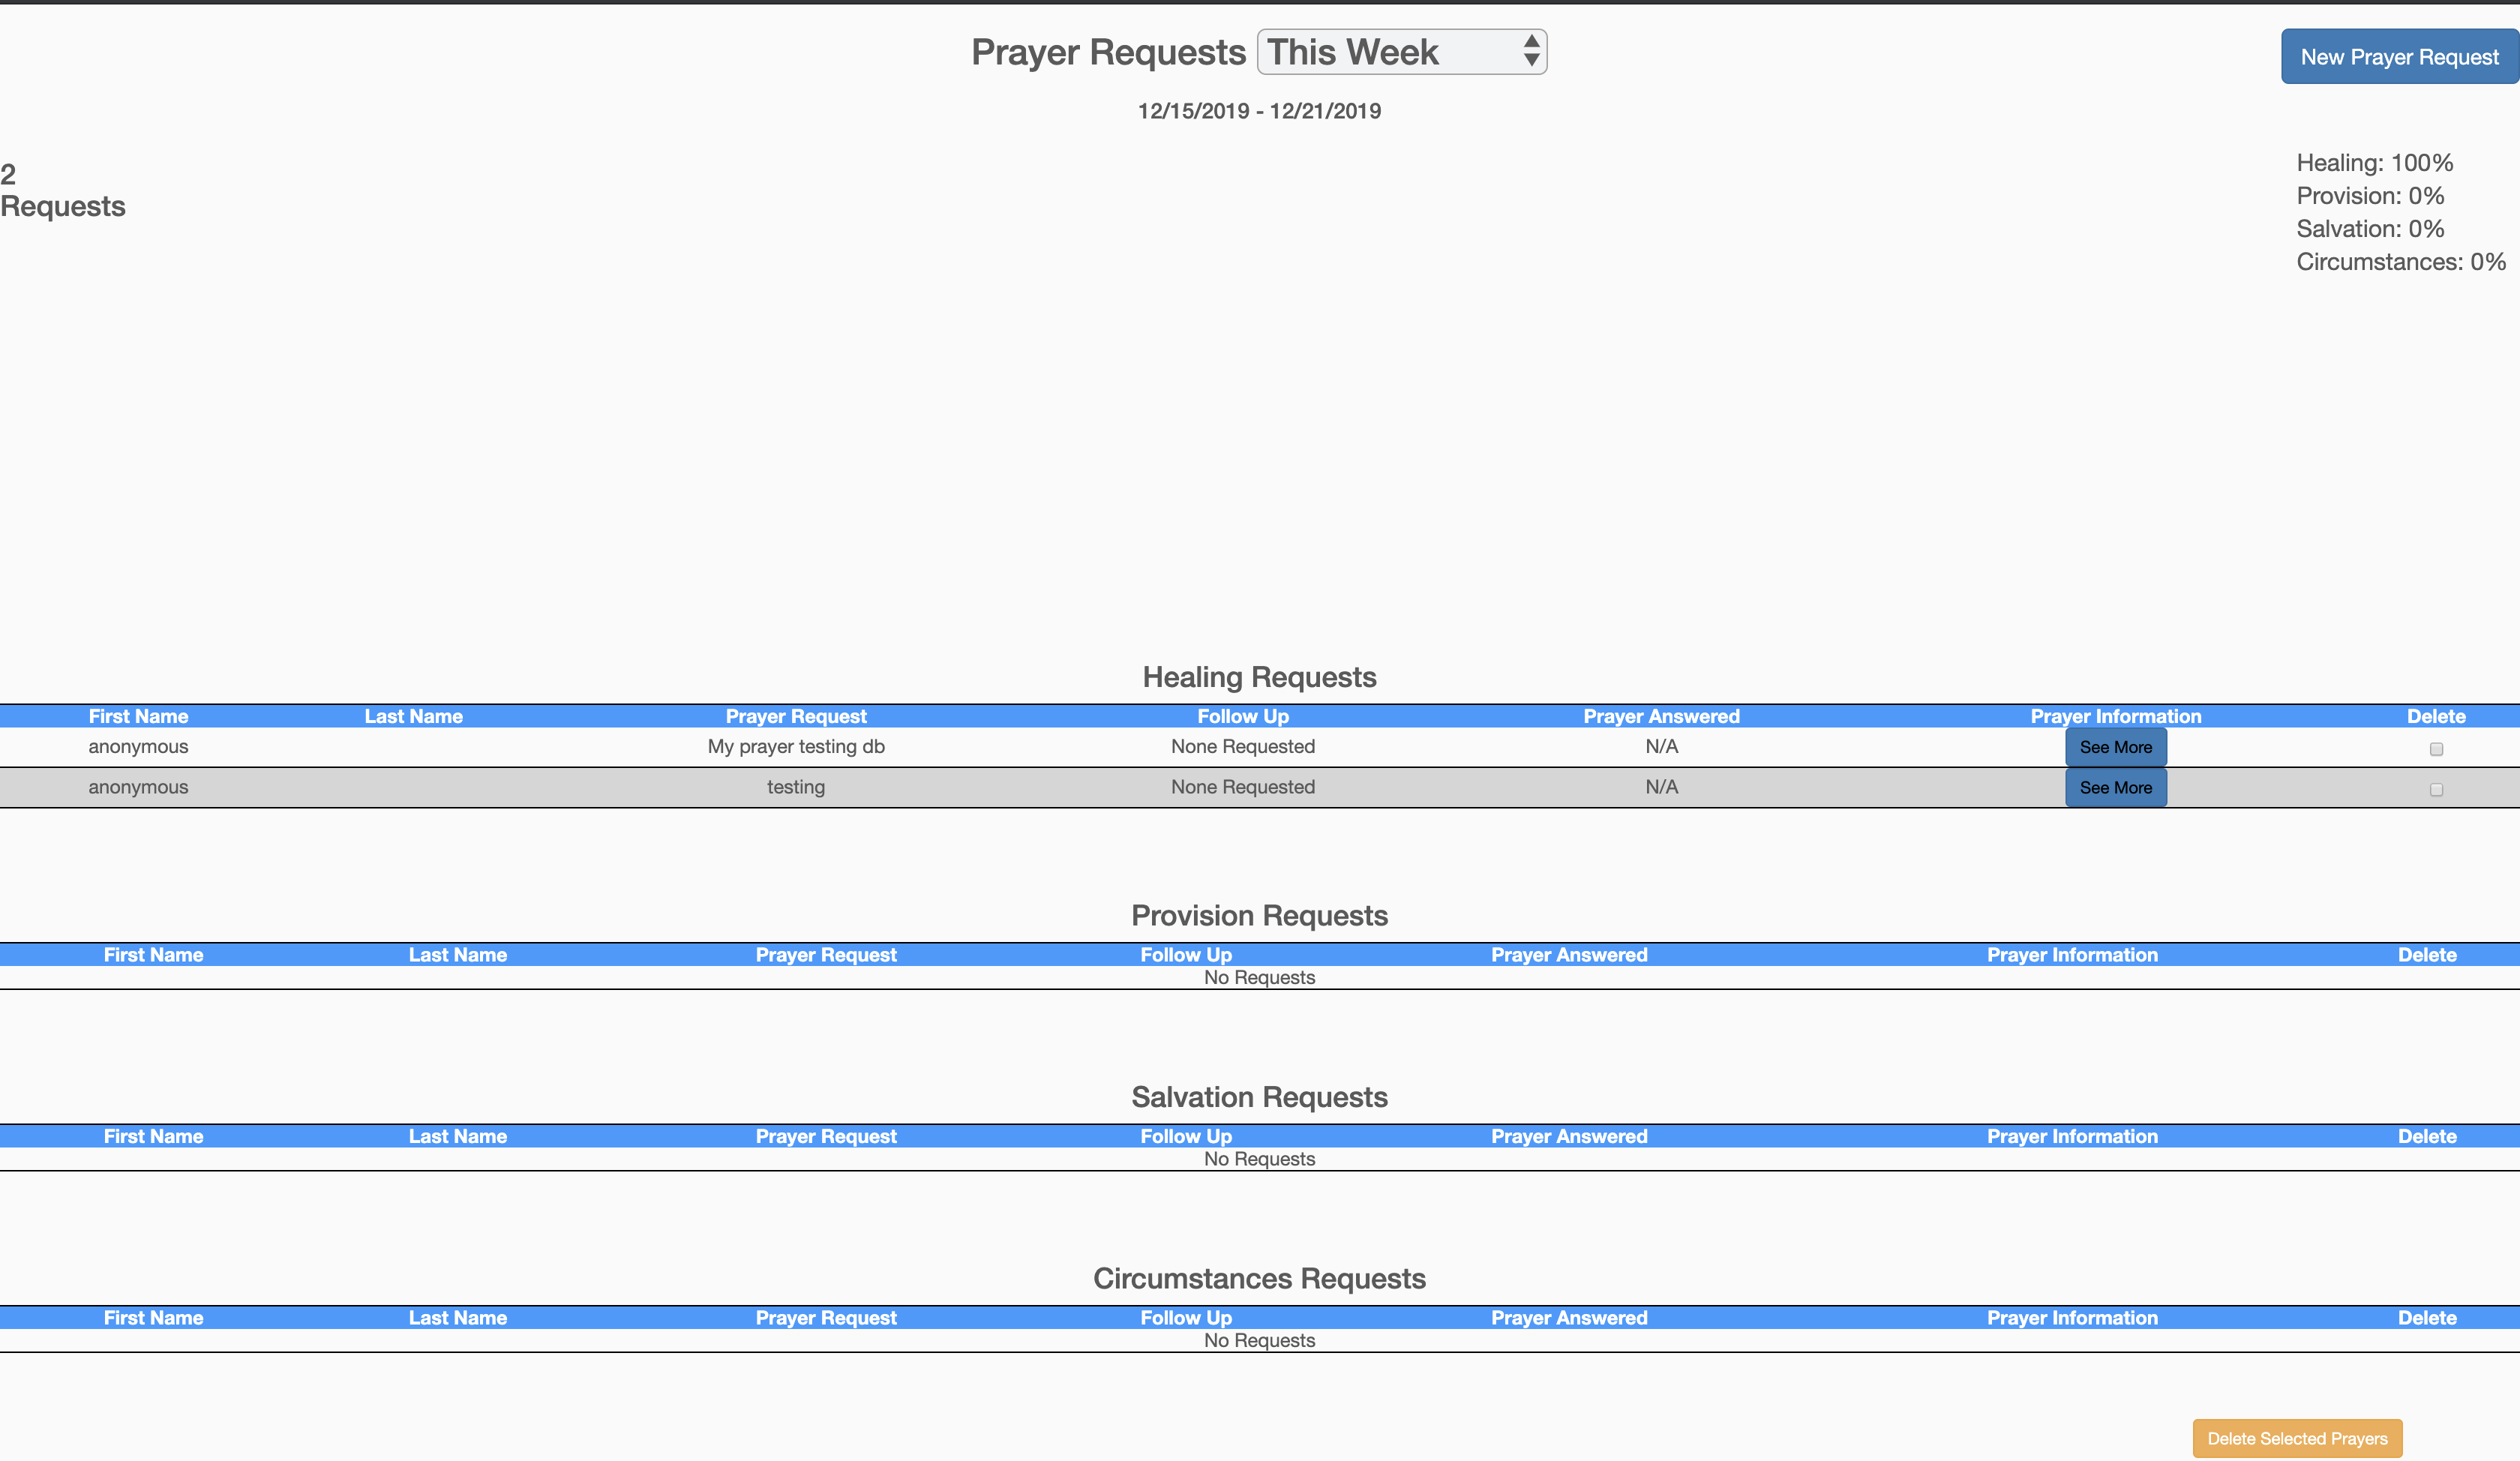 Prayer Requests This Week
New Prayer Request
12/15/2019 - 12/21/2019
2
Requests
Healing: 100%
Provision: 0%
Salvation: 0%
Circumstances: 0%
Healing Requests
First Name Last Name Prayer Request Follow Up Prayer Answered Prayer Information Delete
anonymous My prayer testing db None Requested N/A See More
anonymous testing None Requested N/A See More
Provision Requests
First Name Last Name Prayer Request Follow Up Prayer Answered Prayer Information Delete
No Requests
Salvation Requests
First Name Last Name Prayer Request Follow Up Prayer Answered Prayer Information Delete
No Requests
Circumstances Requests
First Name Last Name Prayer Request Follow Up Prayer Answered Prayer Information Delete
No Requests
Delete Selected Prayers